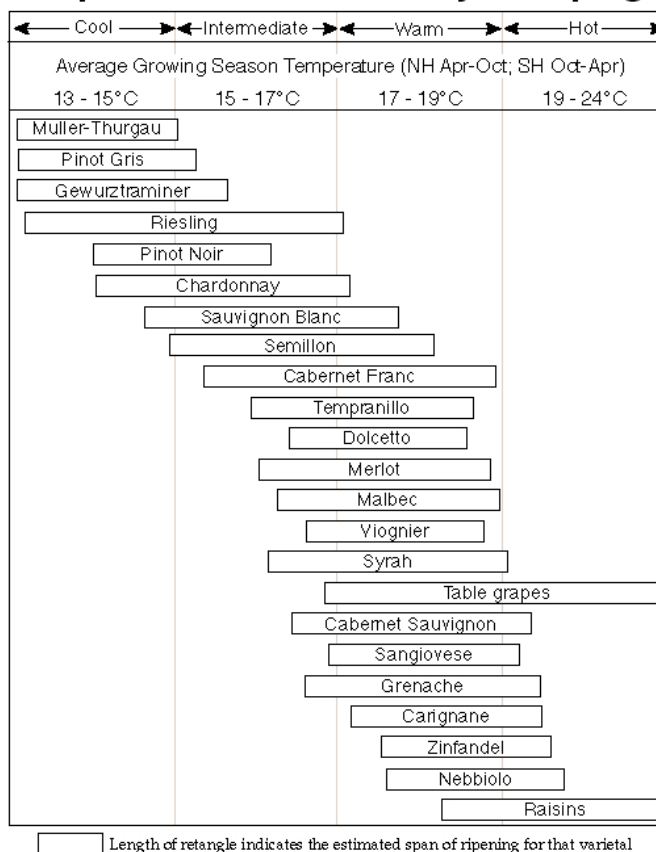 Cool Intermediate Warm Hot
Average Growing Season Temperature (NH Apr-Oct; SH Oct-Apr)
13 - 15°C 15 - 17°C 17 - 19°C 19 - 24°C
Muller-Thurgau
Pinot Gris
Gewurztraminer
Riesling
Pinot Noir
Chardonnay
Sauvignon Blanc
Semillon
Cabernet Franc
Tempranillo
Dolcetto
Merlot
Malbec
Viognier
Syrah
Table grapes
Cabernet Sauvignon
Sangiovese
Grenache
Carignane
Zinfandel
Nebbiolo
Raisins
Length of retangle indicates the estimated span of ripening for that varietal